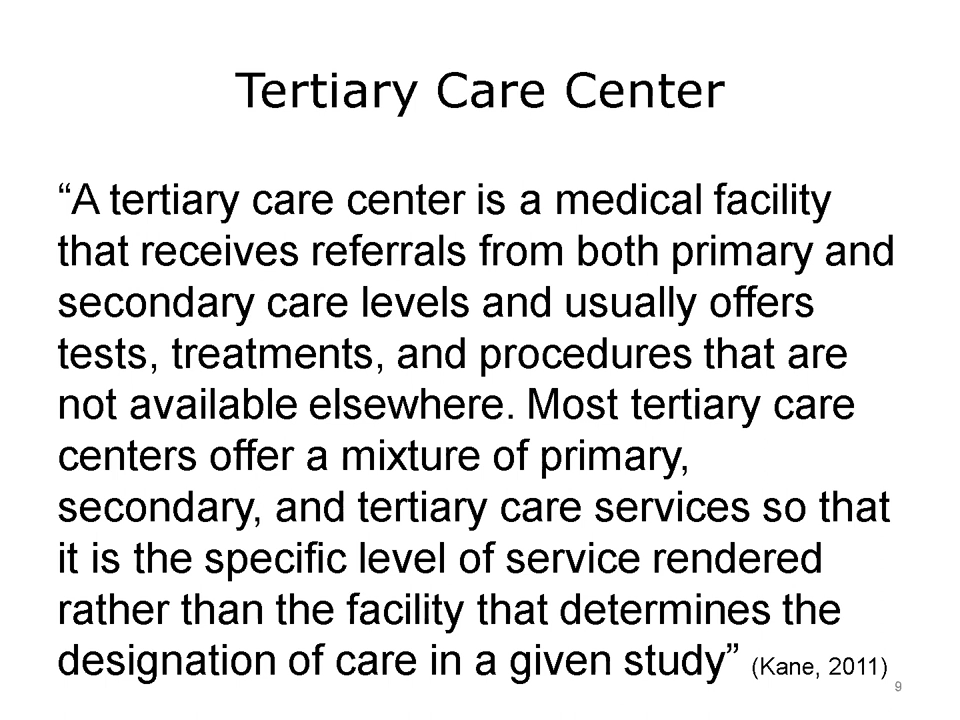 Tertiary Care Center
“A tertiary care center is a medical facility
that receives referrals from both primary and
secondary care levels and usually offers
tests, treatments, and procedures that are
not available elsewhere. Most tertiary care
centers offer a mixture of primary,
secondary, and tertiary care services so that
it is the specific level of service rendered
rather than the facility that determines the
designation of care in a given study” (Kane, 2011)
9